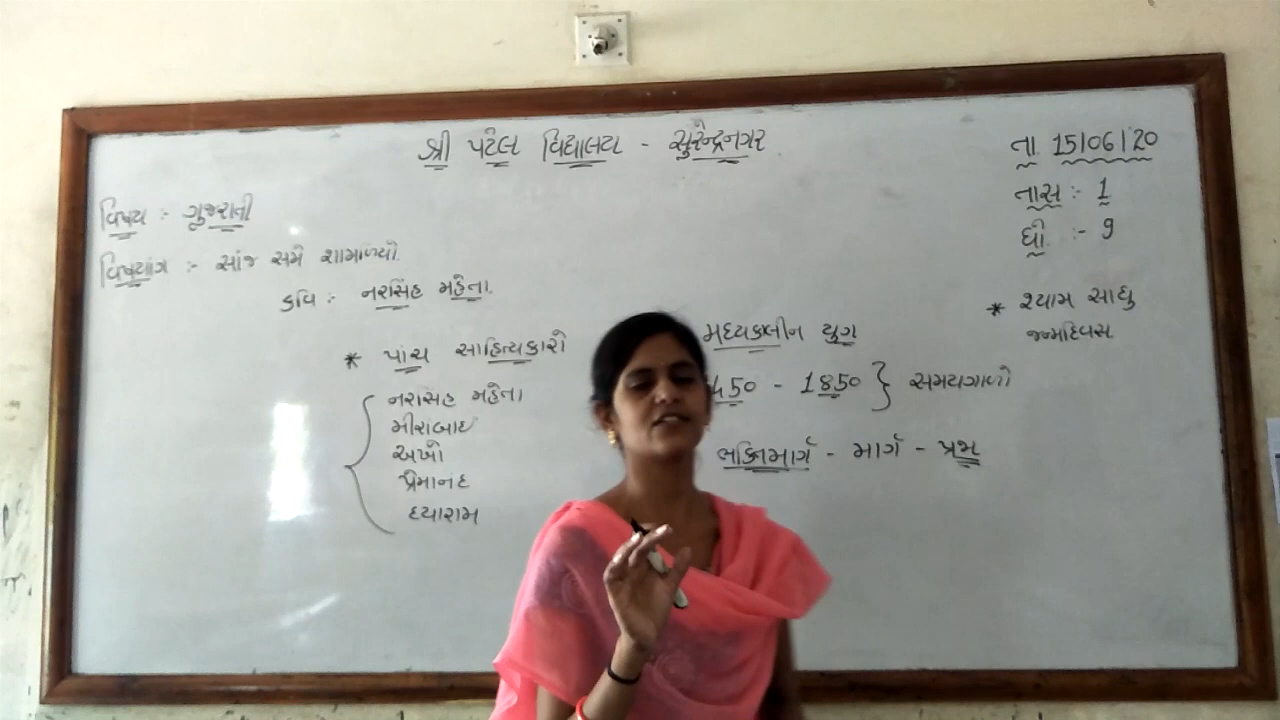 શ્રી પટેલ વિદ્યાલય - સુરેન્દ્રનગર
તા. 15/06/20
વિષય :- ગુજરાતી
તાસ :- 1
વિષયાંગ :- સાંજ સમે શામળિયો
ધો. :- 9
કવિ :- નરસિંહ મહેતા.
* શ્યામ સાધુ
જન્મદિવસ.
* પાંચ સાહિત્યકારો
મધ્યકાલીન યુગ
નરસિંહ મહેતા
450 - 1850 } સમયગાળો
મીરાંબાઈ
અખો
ભક્તિમાર્ગ - માર્ગ - પ્રેમ
પ્રેમાનંદ
દયારામ